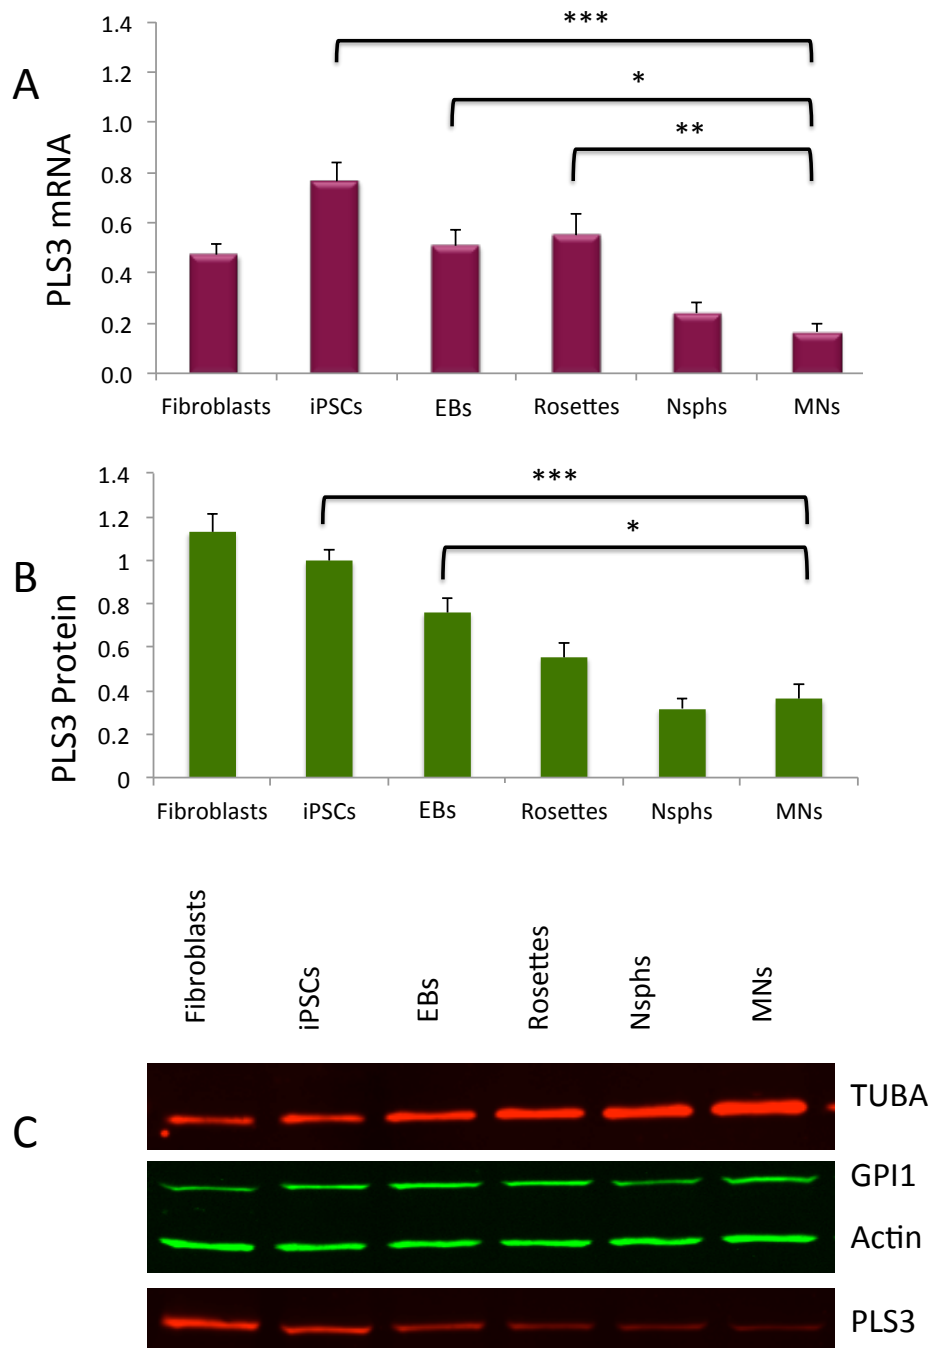 A
PLS3 mRNA
1.4
1.2
1.0
0.8
0.6
0.4
0.2
0.0
***
*
**
Fibroblasts iPSCs EBs Rosettes Nsphs MNs
B
PLS3 Protein
1.4
1.2
1
0.8
0.6
0.4
0.2
0
***
*
Fibroblasts iPSCs EBs Rosettes Nsphs MNs
C
Fibroblasts
iPSCs
EBs
Rosettes
Nsphs
MNs
TUBA
GPI1
Actin
PLS3